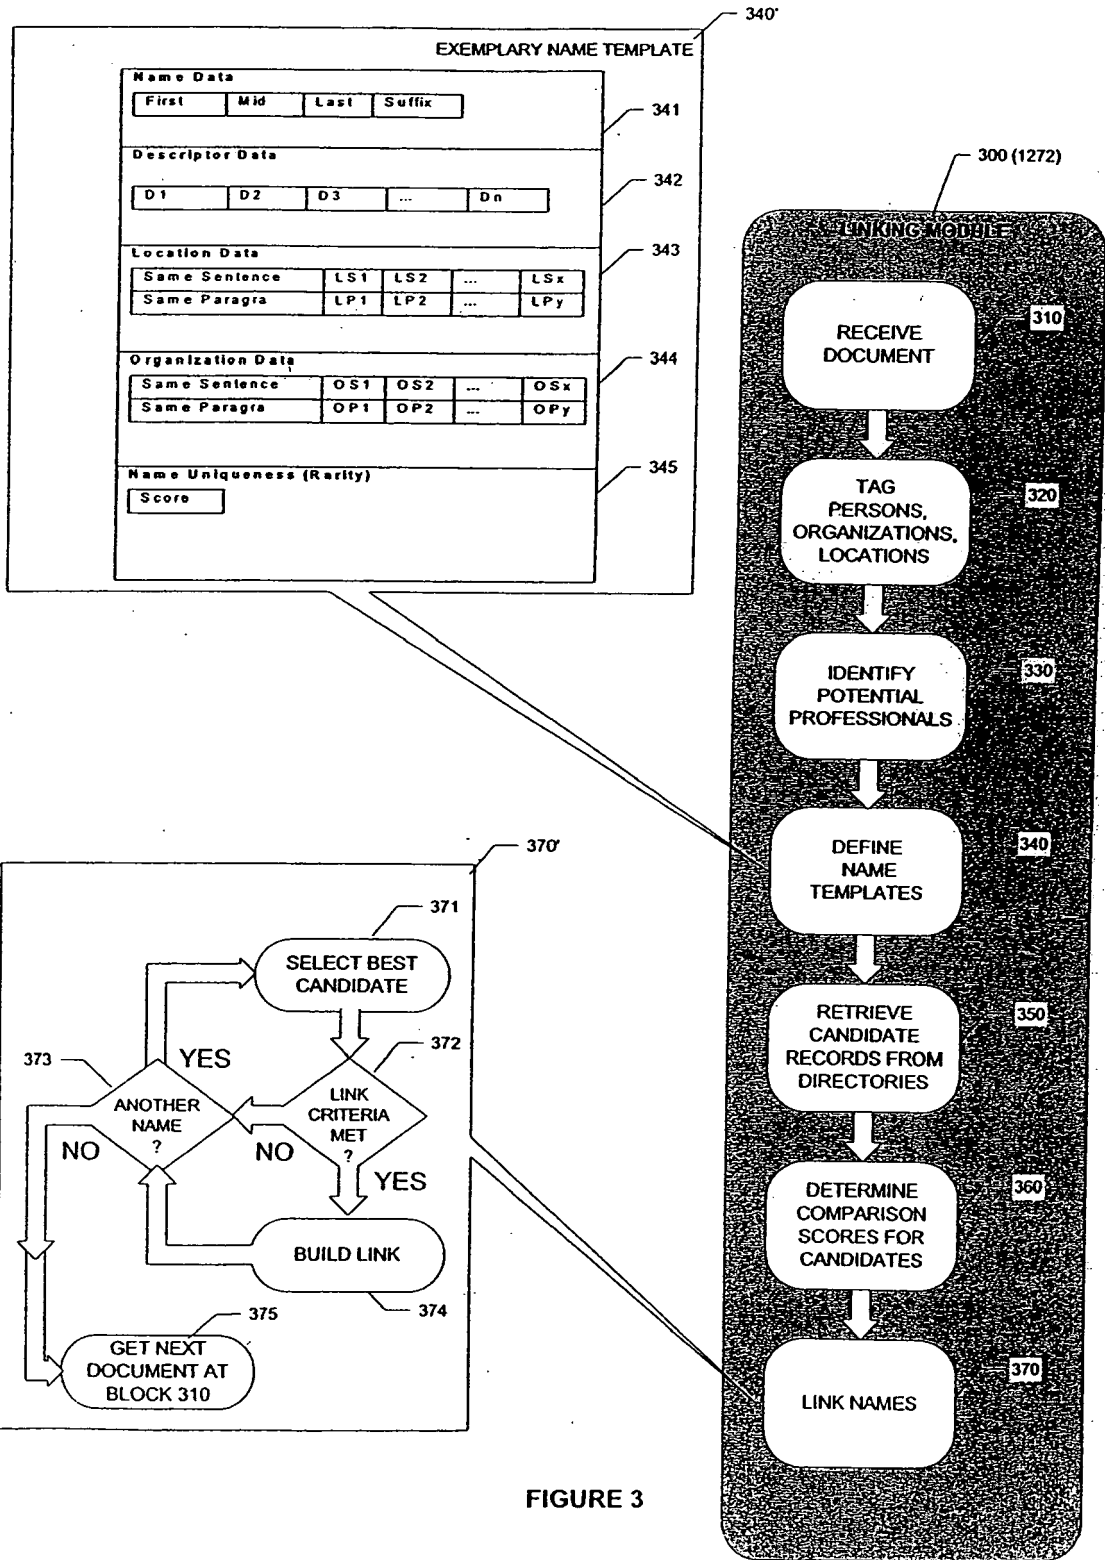 340'
EXEMPLARY NAME TEMPLATE
Name Data
First Mid Last Suffix
341
Descriptor Data
342
D1 D2 D3 ... Dn
Location Data
343
Same Sentence LS1 LS2 ... LSx
Same Paragra LP1 LP2 ... LPy
Organization Data
344
Same Sentence OS1 OS2 ... OSx
Same Paragra OP1 OP2 ... OPy
Name Uniqueness (Rarity)
345
Score
300 (1272)
LINKING MODULE
RECEIVE
DOCUMENT
310
TAG
PERSONS,
ORGANIZATIONS,
LOCATIONS
320
IDENTIFY
POTENTIAL
PROFESSIONALS
330
DEFINE
NAME
TEMPLATES
340
RETRIEVE
CANDIDATE
RECORDS FROM
DIRECTORIES
350
DETERMINE
COMPARISON
SCORES FOR
CANDIDATES
360
LINK NAMES
370
370'
371
SELECT BEST
CANDIDATE
372
LINK
CRITERIA
MET
?
YES
NO
373
ANOTHER
NAME
?
YES
NO
BUILD LINK
374
375
GET NEXT
DOCUMENT AT
BLOCK 310
FIGURE 3